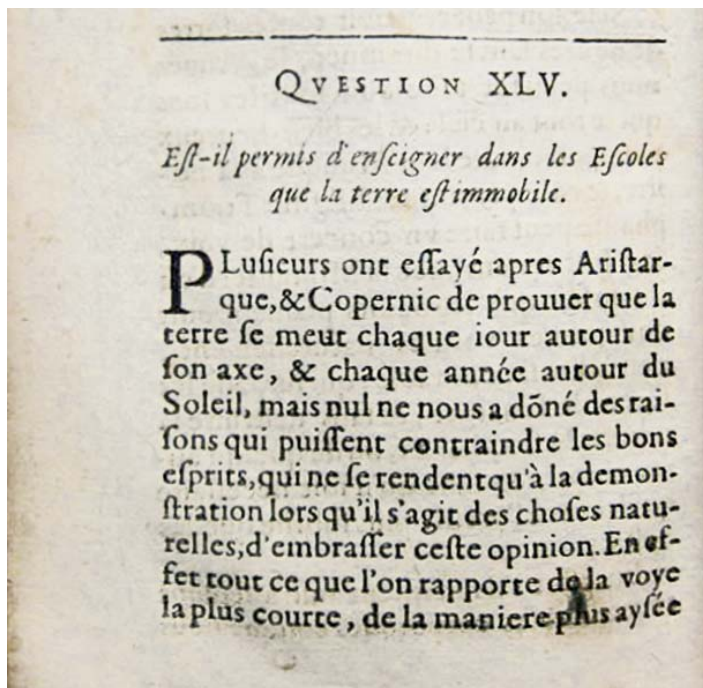 QVESTION XLV.
Eſt-il permis d'enſeigner dans les Eſcoles
que la terre eſt immobile.
PLuſieurs ont eſſayé apres Ariſtar-
que, & Copernic de prouuer que la
terre ſe meut chaque iour autour de
ſon axe, & chaque année autour du
Soleil, mais nul ne nous a dõné des rai-
ſons qui puiſſent contraindre les bons
eſprits, qui ne ſe rendent qu'à la demon-
ſtration lors qu'il s'agit des choſes natu-
relles, d'embraſſer ceſte opinion. En ef-
fet tout ce que l'on rapporte de la voye
la plus courte, de la maniere plus ayſée